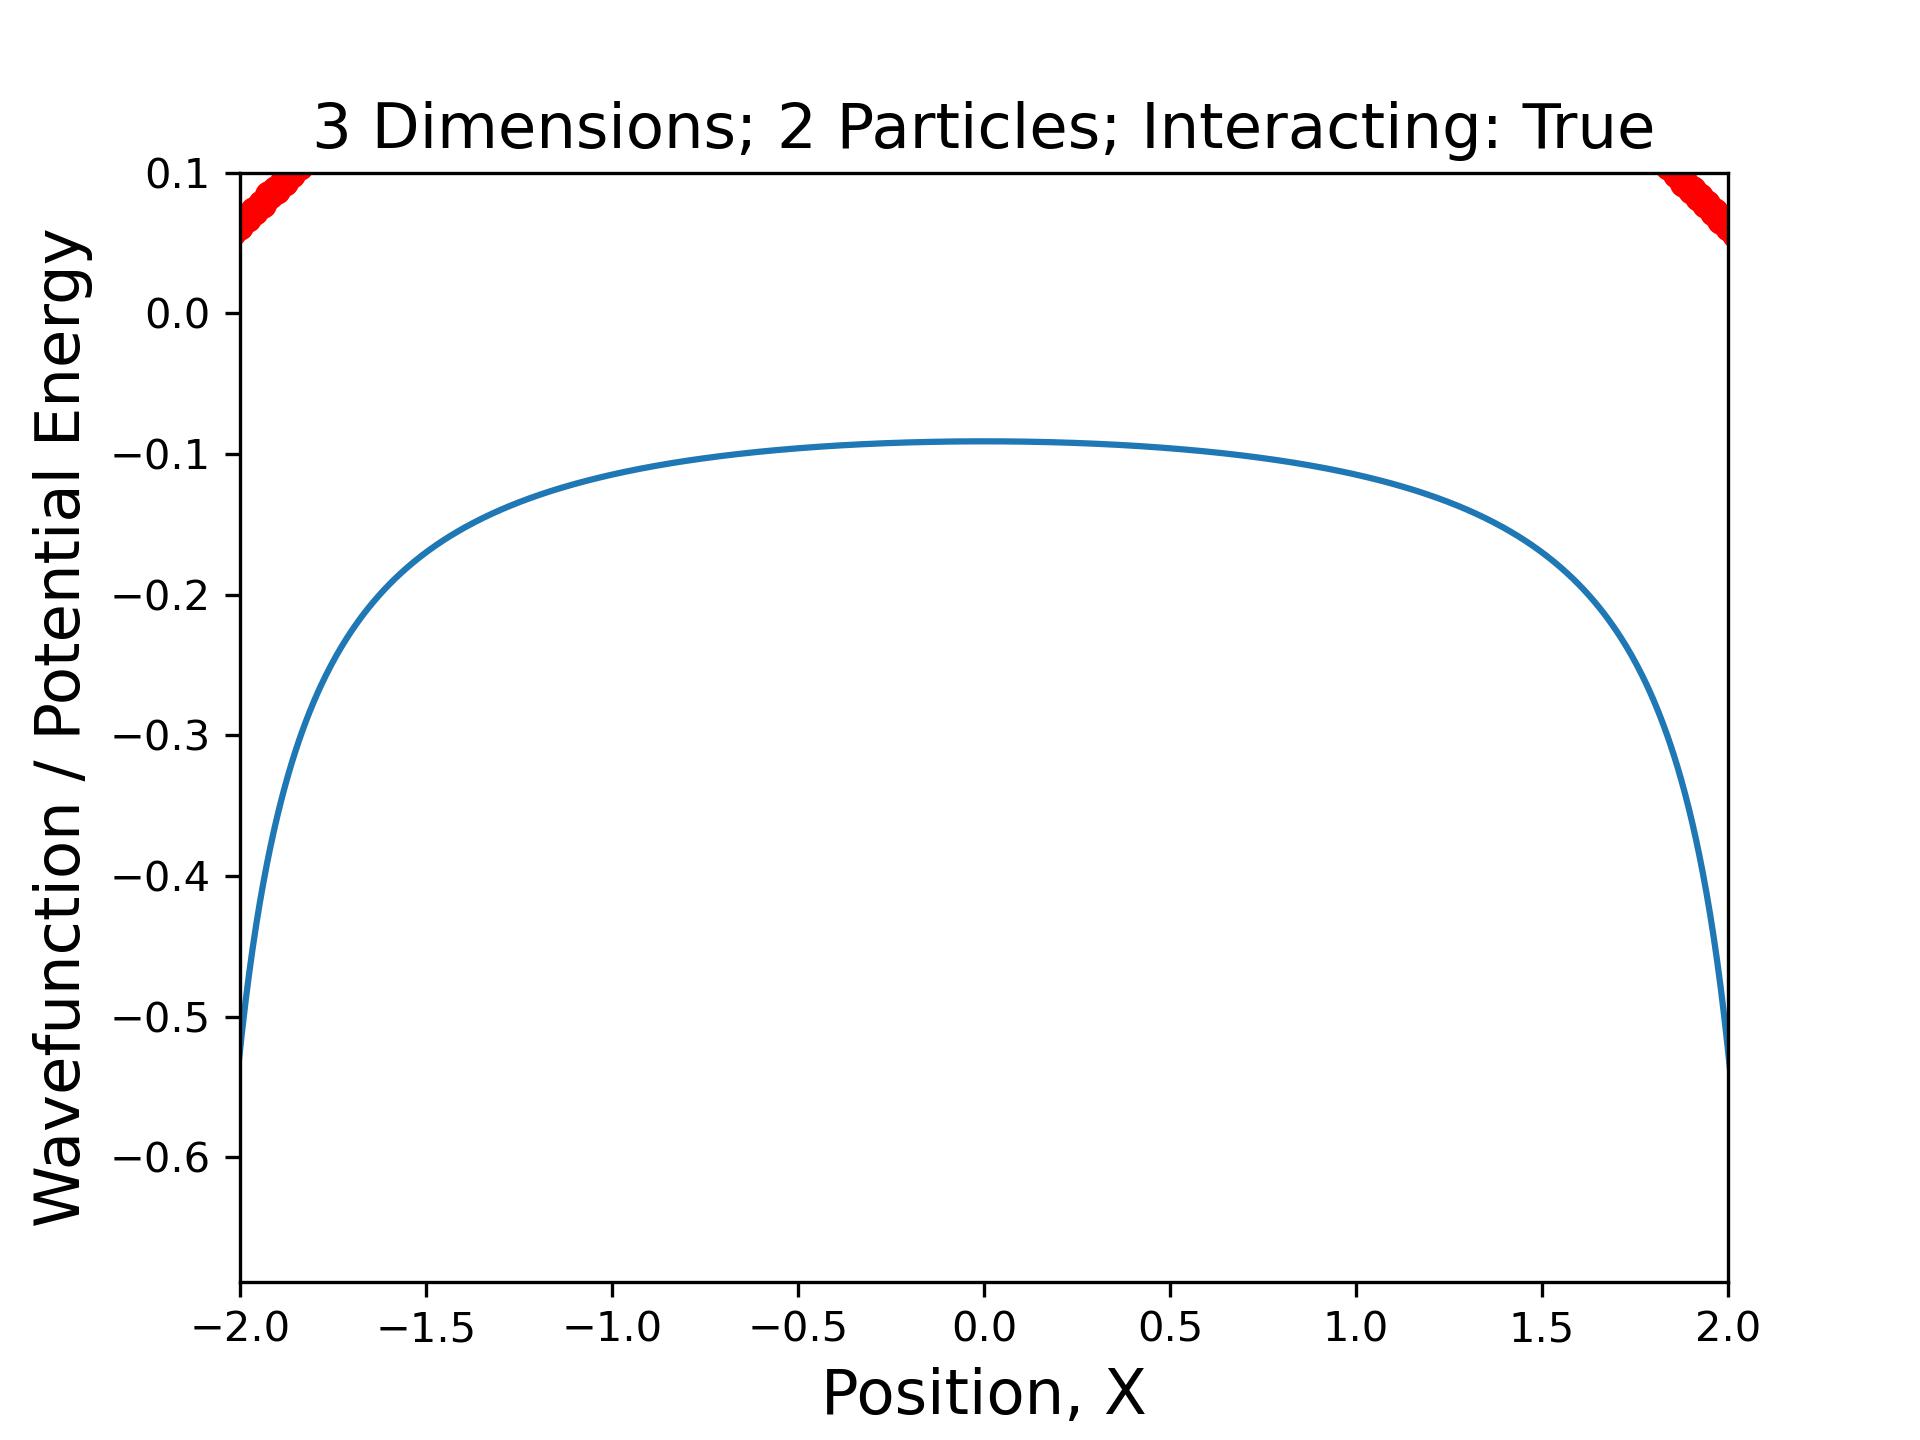 3 Dimensions; 2 Particles; Interacting: True
Wavefunction / Potential Energy
0.1
0.0
−0.1
−0.2
−0.3
−0.4
−0.5
−0.6
−2.0 −1.5 −1.0 −0.5 0.0 0.5 1.0 1.5 2.0
Position, X